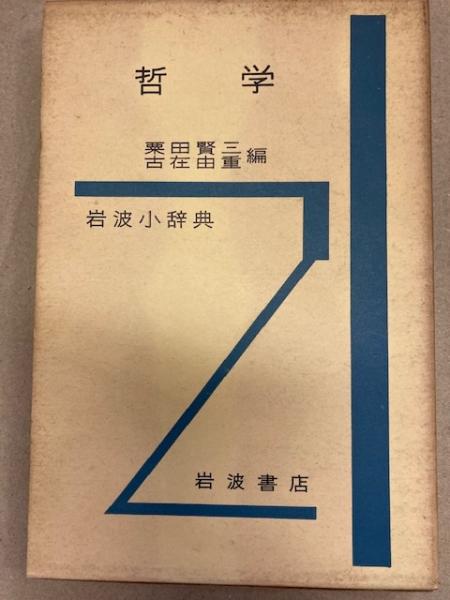 哲学
粟田賢三
古在由重 編
岩波小辞典
岩波書店